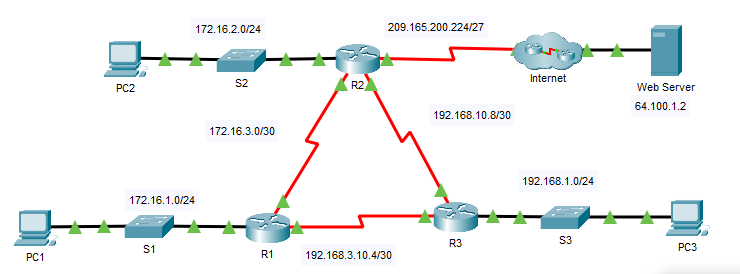 172.16.2.0/24
209.165.200.224/27
PC2
S2
R2
Internet
Web Server
64.100.1.2
172.16.3.0/30
192.168.10.8/30
172.16.1.0/24
192.168.1.0/24
PC1
S1
R1
192.168.3.10.4/30
R3
S3
PC3